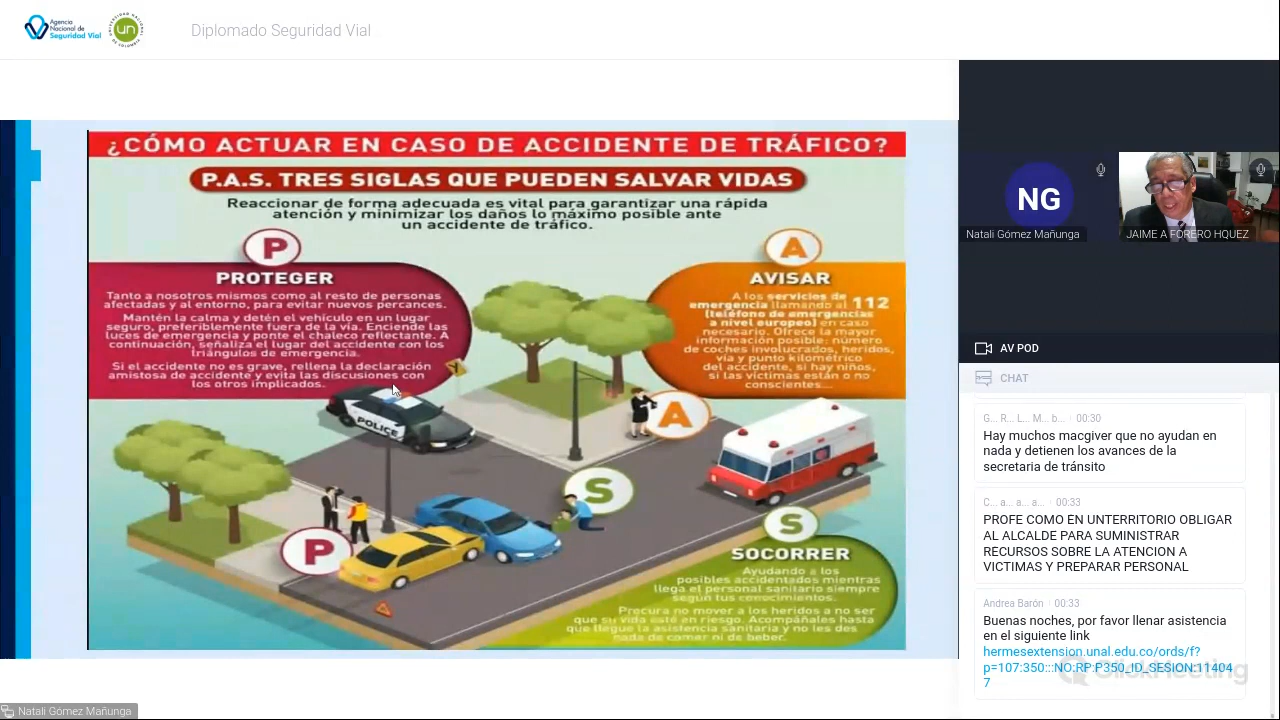 Agencia
Nacional de
Seguridad Vial
un
Diplomado Seguridad Vial
¿CÓMO ACTUAR EN CASO DE ACCIDENTE DE TRÁFICO?
P.A.S. TRES SIGLAS QUE PUEDEN SALVAR VIDAS
Reaccionar de forma adecuada es vital para garantizar una rápida
atención y minimizar los daños lo máximo posible ante
un accidente de tráfico.
P
PROTEGER
Tanto a nosotros mismos como al resto de personas
afectadas y al entorno, para evitar nuevos percances.
Mantén la calma y detén el vehículo en un lugar
seguro, preferiblemente fuera de la vía. Enciende las
luces de emergencia y ponte el chaleco reflectante. A
continuación, señaliza el lugar del accidente con los
triángulos de emergencia.
Si el accidente no es grave, rellena la declaración
amistosa de accidente y evita las discusiones con
los otros implicados.
A
AVISAR
A los servicios de
emergencia llamando al 112
(teléfono de emergencias
a nivel europeo) en caso
necesario. Ofrece la mayor
información posible: número
de coches involucrados, heridos,
vía y punto kilométrico
del accidente, si hay niños,
si las víctimas están o no
conscientes...
POLICE
A
S
P
S
SOCORRER
Ayudando a los
posibles accidentados mientras
llega el personal sanitario siempre
según tus conocimientos.
Procura no mover a los heridos a no ser
que su vida esté en riesgo. Acompáñales hasta
que llegue la asistencia sanitaria y no les des
nada de comer ni de beber.
NG
Natali Gómez Mañunga
JAIME A FORERO HQUEZ
AV POD
CHAT
G... R... L... M... b... 00:30
Hay muchos macgiver que no ayudan en
nada y detienen los avances de la
secretaria de tránsito
C... a... a... a... 00:33
PROFE COMO EN UNTERRITORIO OBLIGAR
AL ALCALDE PARA SUMINISTRAR
RECURSOS SOBRE LA ATENCION A
VICTIMAS Y PREPARAR PERSONAL
Andrea Barón 00:33
Buenas noches, por favor llenar asistencia
en el siguiente link
hermesextension.unal.edu.co/ords/f?
p=107:350:::NO:RP:P350_ID_SESION:11404
7
ClickMeeting
Natali Gómez Mañunga